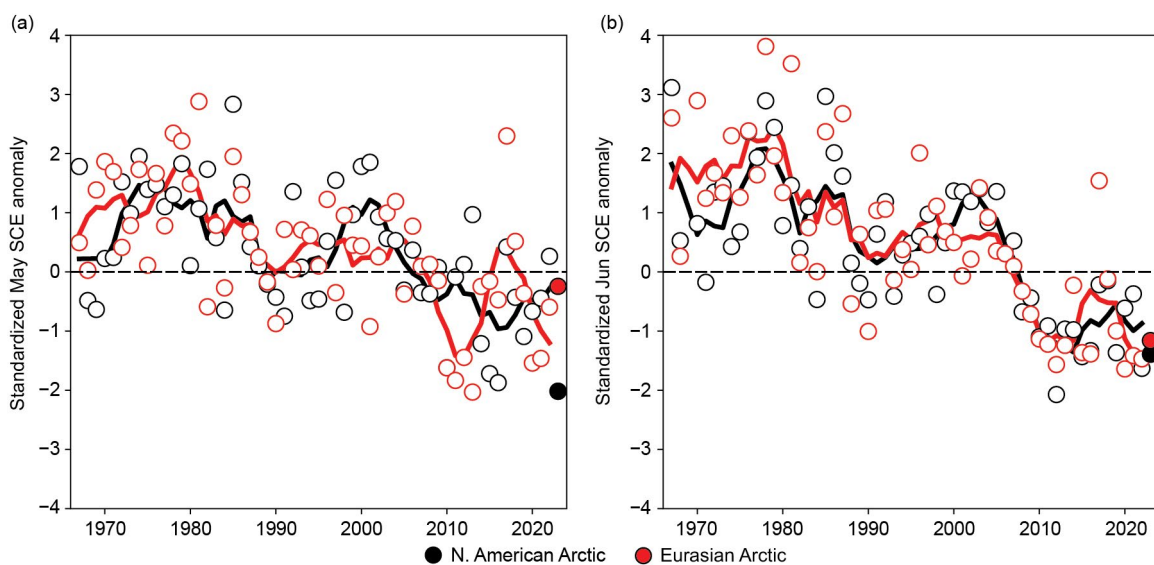 (a)
(b)
Standardized May SCE anomaly
4
3
2
1
0
−1
−2
−3
−4
1970 1980 1990 2000 2010 2020
Standardized Jun SCE anomaly
4
3
2
1
0
−1
−2
−3
−4
1970 1980 1990 2000 2010 2020
N. American Arctic
Eurasian Arctic